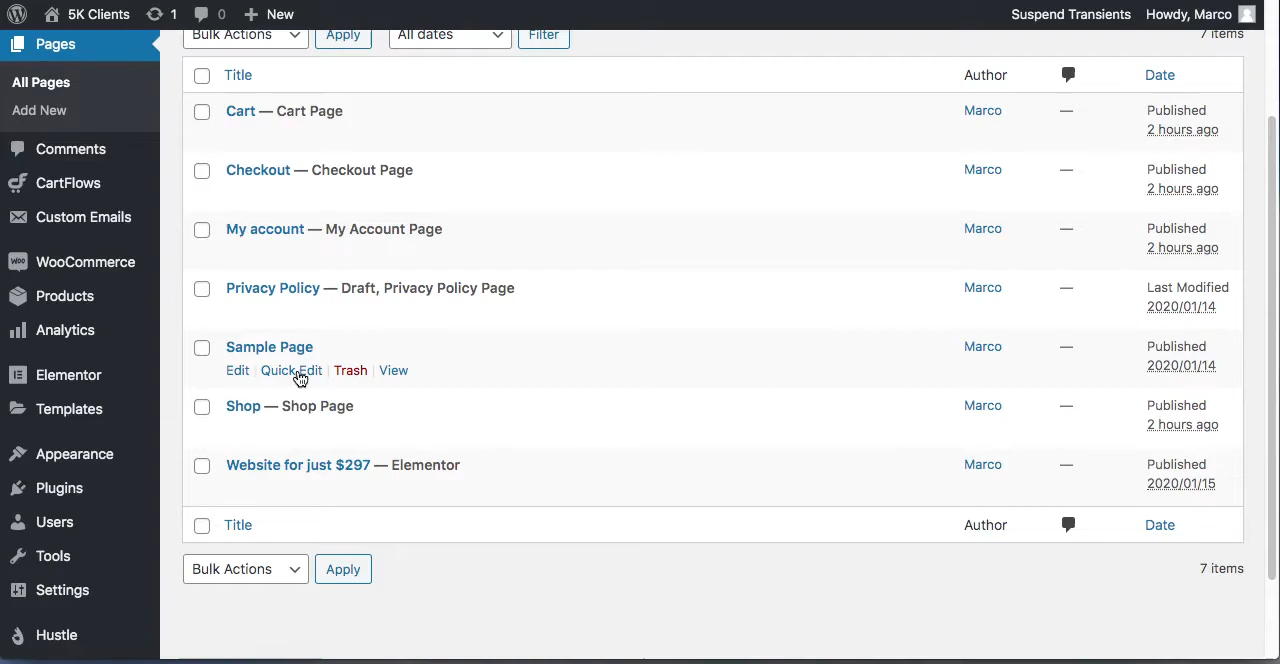 5K Clients 1 0 New Suspend Transients Howdy, Marco
Pages
All Pages
Add New
Comments
CartFlows
Custom Emails
WooCommerce
Products
Analytics
Elementor
Templates
Appearance
Plugins
Users
Tools
Settings
Hustle
Bulk Actions Apply All dates Filter 7 items
Title Author Date
Cart — Cart Page Marco — Published
2 hours ago
Checkout — Checkout Page Marco — Published
2 hours ago
My account — My Account Page Marco — Published
2 hours ago
Privacy Policy — Draft, Privacy Policy Page Marco — Last Modified
2020/01/14
Sample Page Marco — Published
Edit | Quick Edit | Trash | View 2020/01/14
Shop — Shop Page Marco — Published
2 hours ago
Website for just $297 — Elementor Marco — Published
2020/01/15
Title Author Date
Bulk Actions Apply 7 items